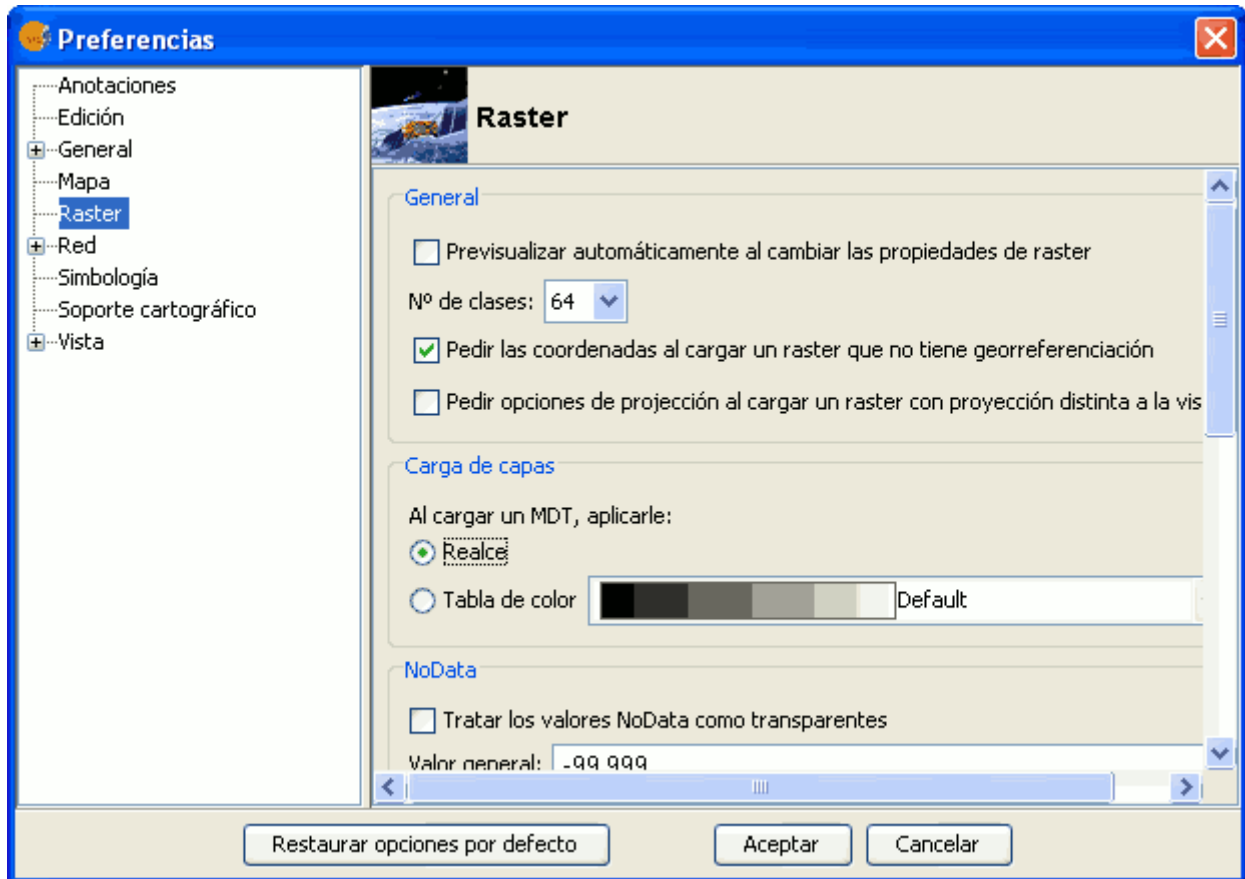 Preferencias
Anotaciones
Edición
General
Mapa
Raster
Red
Simbología
Soporte cartográfico
Vista
Raster
General
Previsualizar automáticamente al cambiar las propiedades de raster
Nº de clases: 64
Pedir las coordenadas al cargar un raster que no tiene georreferenciación
Pedir opciones de projección al cargar un raster con proyección distinta a la vis
Carga de capas
Al cargar un MDT, aplicarle:
Realce
Tabla de color Default
NoData
Tratar los valores NoData como transparentes
Valor general: -99.999
Restaurar opciones por defecto Aceptar Cancelar